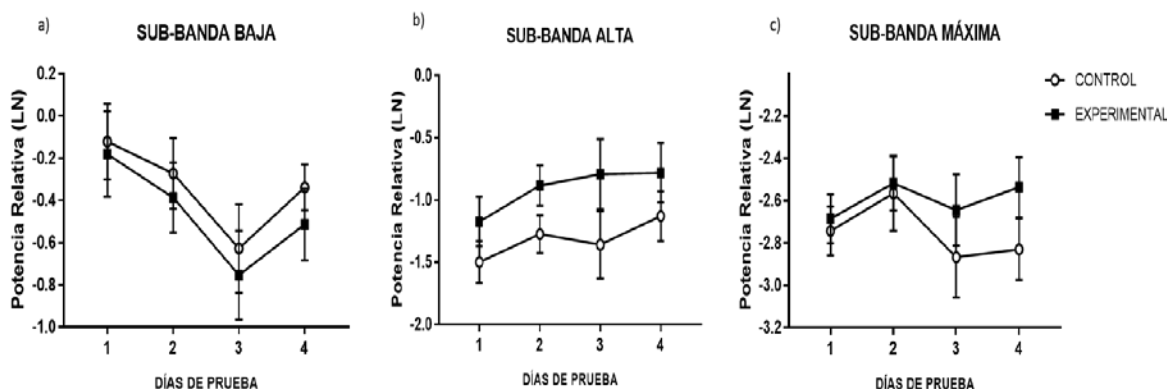 a)
SUB-BANDA BAJA
Potencia Relativa (LN)
0.2
0.0
-0.2
-0.4
-0.6
-0.8
-1.0
1 2 3 4
DÍAS DE PRUEBA
b)
SUB-BANDA ALTA
Potencia Relativa (LN)
0.0
-0.5
-1.0
-1.5
-2.0
1 2 3 4
DÍAS DE PRUEBA
c)
SUB-BANDA MÁXIMA
Potencia Relativa (LN)
-2.2
-2.4
-2.6
-2.8
-3.0
-3.2
1 2 3 4
DÍAS DE PRUEBA
CONTROL
EXPERIMENTAL